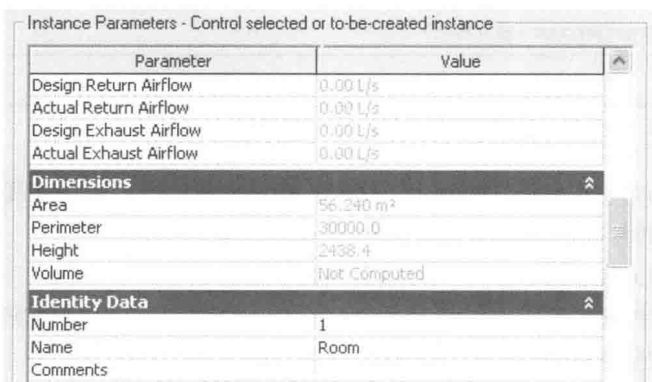 Instance Parameters - Control selected or to-be-created instance
Parameter Value
Design Return Airflow 0.00 L/s
Actual Return Airflow 0.00 L/s
Design Exhaust Airflow 0.00 L/s
Actual Exhaust Airflow 0.00 L/s
Dimensions
Area 56.240 m²
Perimeter 30000.0
Height 2438.4
Volume Not Computed
Identity Data
Number 1
Name Room
Comments